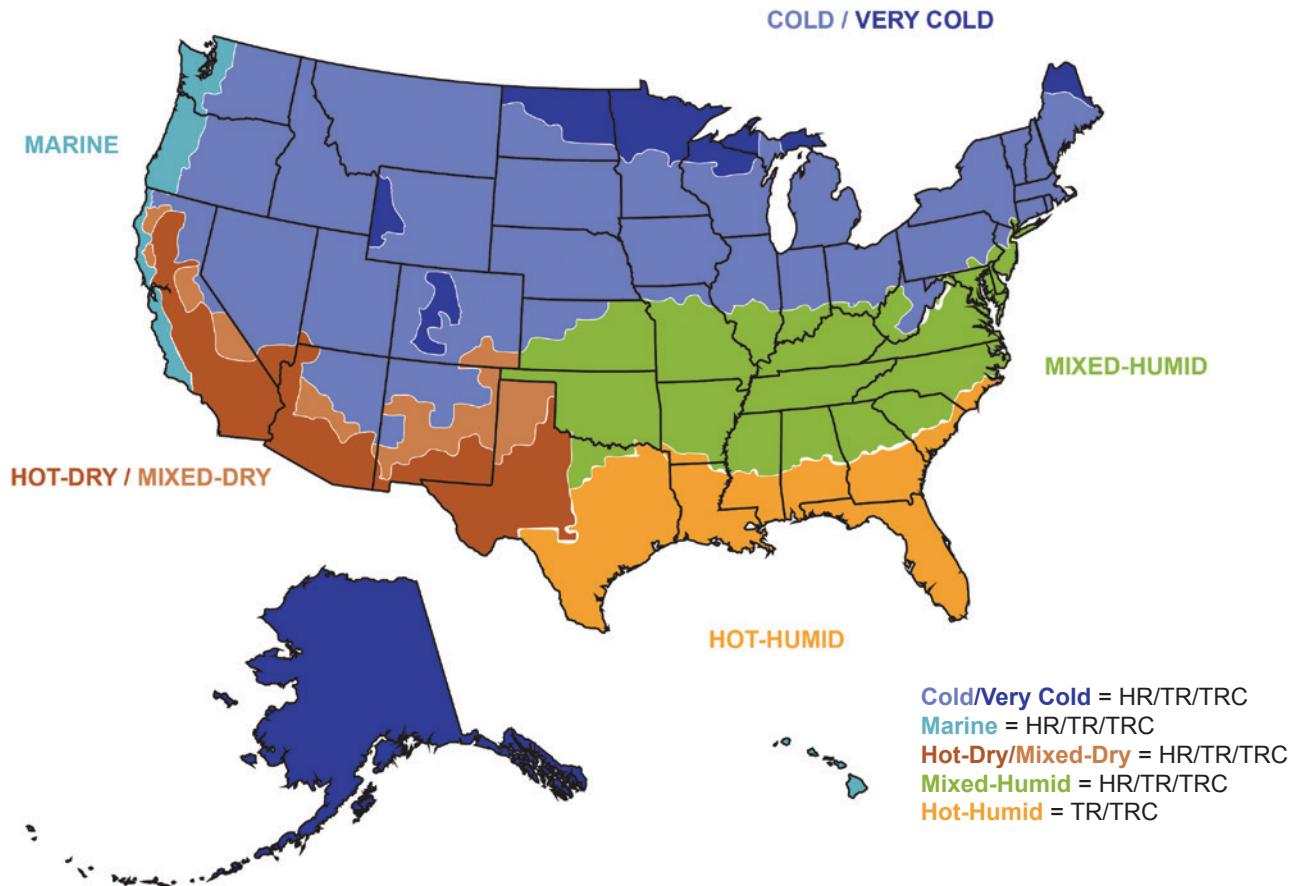 COLD / VERY COLD
MARINE
MIXED-HUMID
HOT-DRY / MIXED-DRY
HOT-HUMID
Cold/Very Cold = HR/TR/TRC
Marine = HR/TR/TRC
Hot-Dry/Mixed-Dry = HR/TR/TRC
Mixed-Humid = HR/TR/TRC
Hot-Humid = TR/TRC